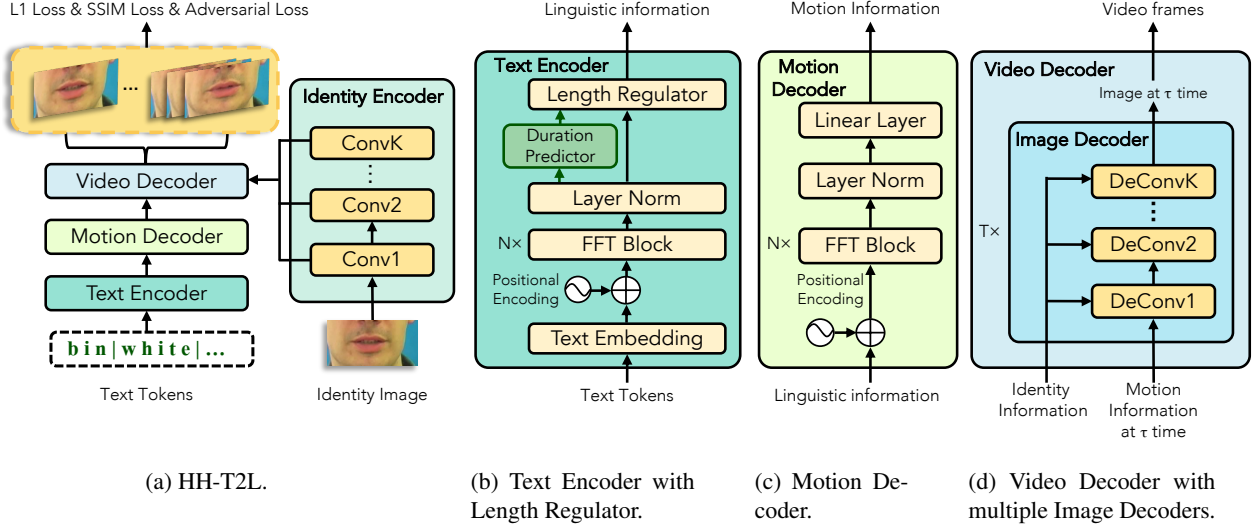 L1 Loss & SSIM Loss & Adversarial Loss
...
Video Decoder
Motion Decoder
Text Encoder
bin|white|...
Text Tokens
Identity Encoder
ConvK
Conv2
Conv1
Identity Image
(a) HH-T2L.
Linguistic information
Text Encoder
Length Regulator
Duration
Predictor
Layer Norm
N×
FFT Block
Positional
Encoding
Text Embedding
Text Tokens
(b) Text Encoder with
Length Regulator.
Motion Information
Motion
Decoder
Linear Layer
Layer Norm
N×
FFT Block
Positional
Encoding
Linguistic information
(c) Motion De-
coder.
Video frames
Video Decoder
Image at τ time
Image Decoder
DeConvK
T×
DeConv2
DeConv1
Identity
Information
Motion
Information
at τ time
(d) Video Decoder with
multiple Image Decoders.